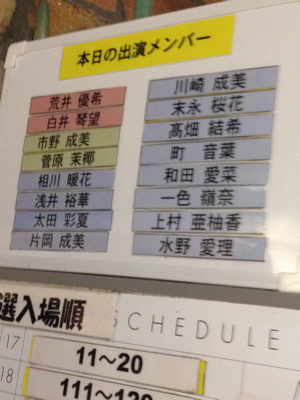 本日の出演メンバー
荒井 優希
白井 琴望
市野 成美
菅原 茉椰
相川 暖花
浅井 裕華
太田 彩夏
片岡 成美
川崎 成美
末永 桜花
髙畑 結希
町 音葉
和田 愛菜
一色 嶺奈
上村 亜柚香
水野 愛理
選入場順
SCHEDULE
17
11〜20
18
111〜120